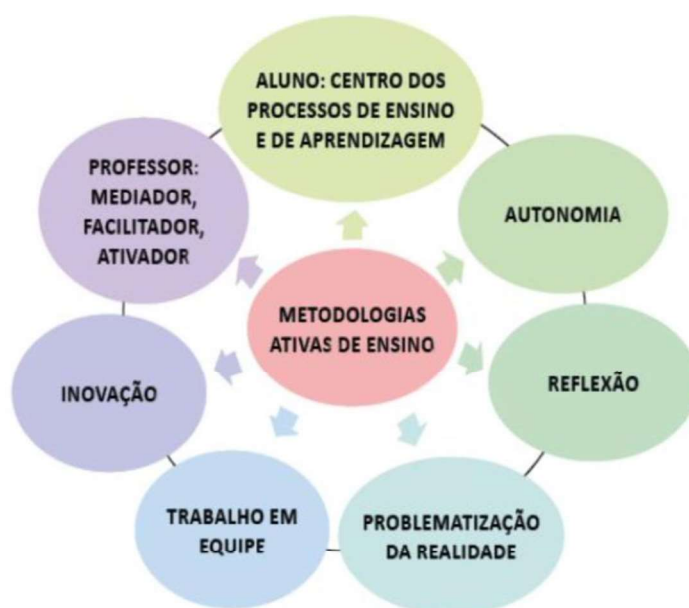 ALUNO: CENTRO DOS
PROCESSOS DE ENSINO
E DE APRENDIZAGEM
PROFESSOR:
MEDIADOR,
FACILITADOR,
ATIVADOR
AUTONOMIA
METODOLOGIAS
ATIVAS DE ENSINO
INOVAÇÃO
REFLEXÃO
TRABALHO EM
EQUIPE
PROBLEMATIZAÇÃO
DA REALIDADE